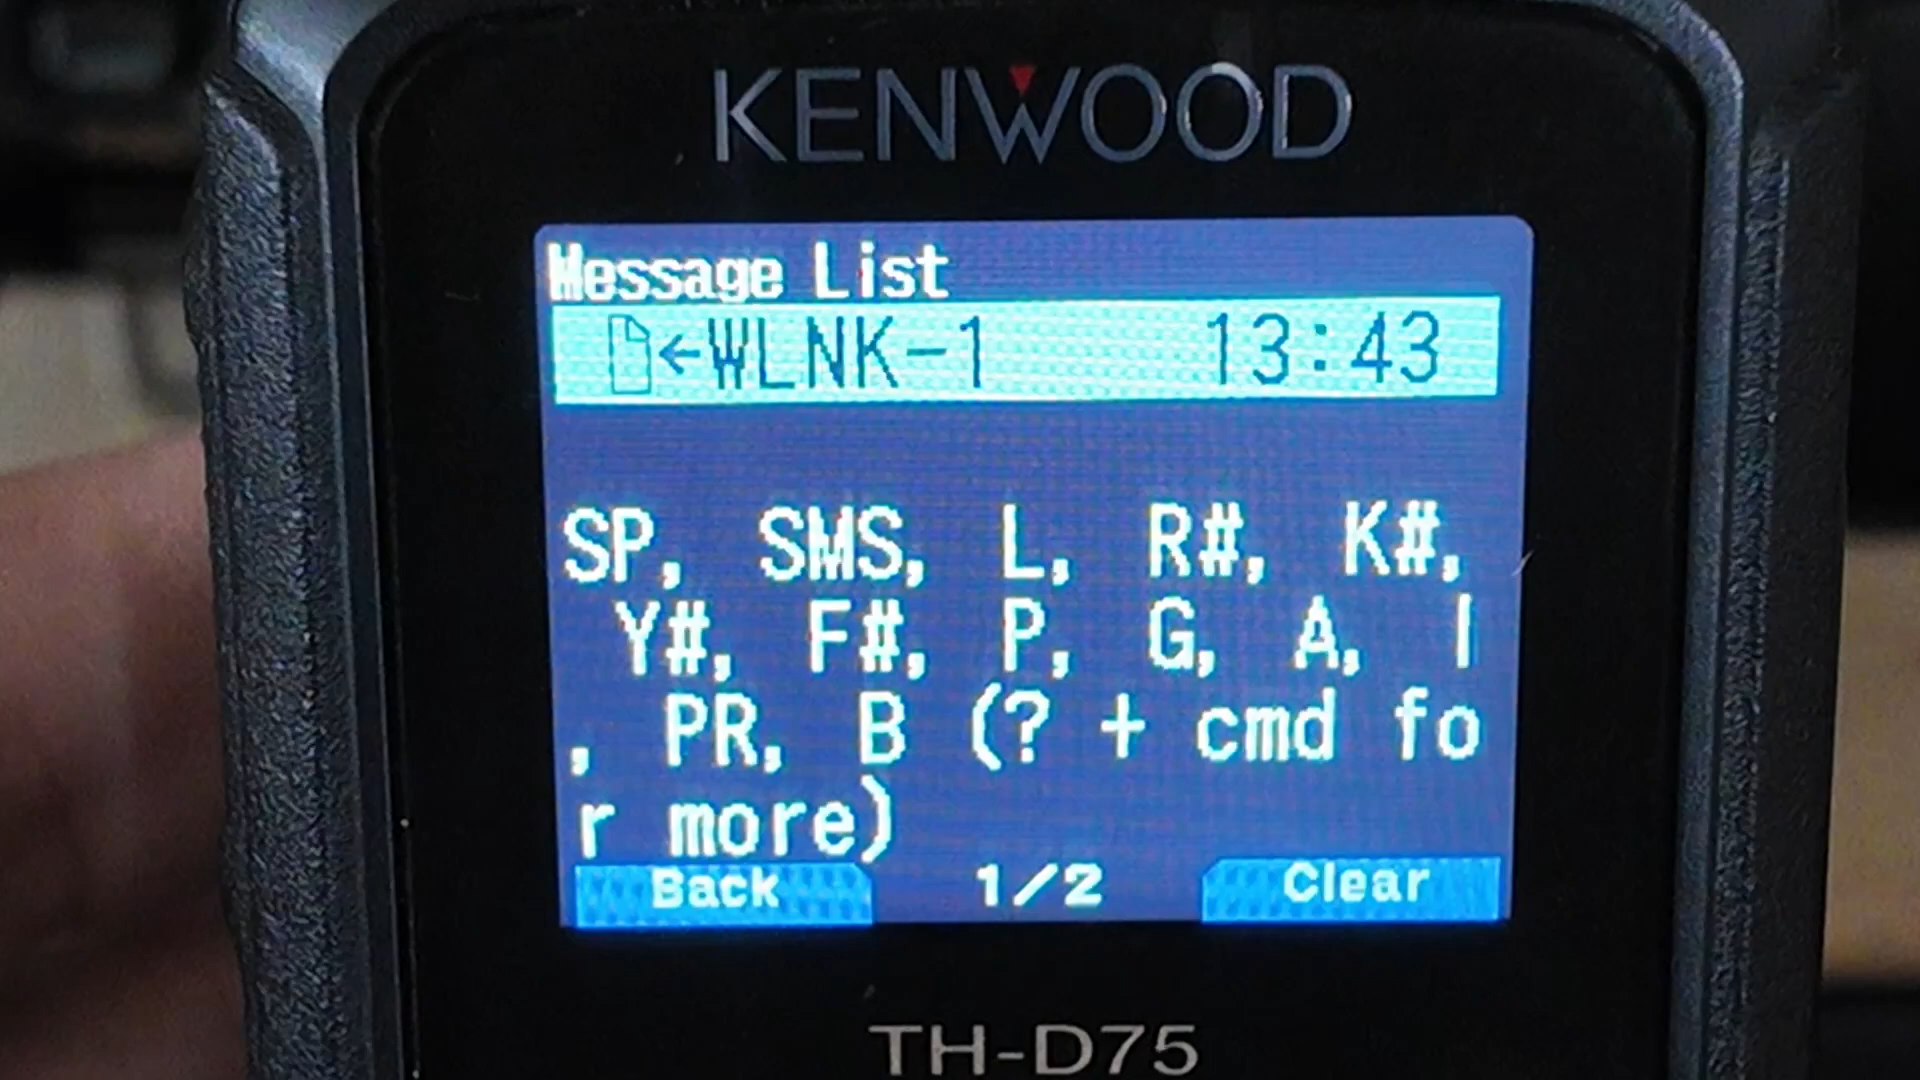 KENWOOD
Message List
←WLNK-1 13:43
SP, SMS, L, R#, K#,
Y#, F#, P, G, A, I
, PR, B (? + cmd fo
r more)
Back 1/2 Clear
TH-D75